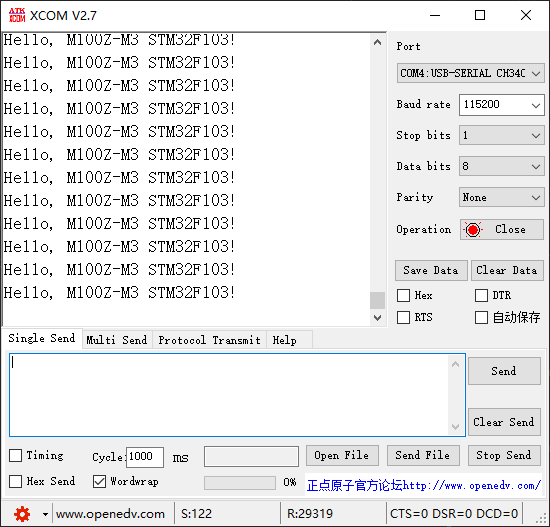 ATK
XCOM
XCOM V2.7
Hello, M100Z-M3 STM32F103!
Hello, M100Z-M3 STM32F103!
Hello, M100Z-M3 STM32F103!
Hello, M100Z-M3 STM32F103!
Hello, M100Z-M3 STM32F103!
Hello, M100Z-M3 STM32F103!
Hello, M100Z-M3 STM32F103!
Hello, M100Z-M3 STM32F103!
Hello, M100Z-M3 STM32F103!
Hello, M100Z-M3 STM32F103!
Hello, M100Z-M3 STM32F103!
Hello, M100Z-M3 STM32F103!
Port
COM4:USB-SERIAL CH340
Baud rate 115200
Stop bits 1
Data bits 8
Parity None
Operation Close
Save Data Clear Data
Hex DTR
RTS 自动保存
Single Send Multi Send Protocol Transmit Help
Send
Clear Send
Timing Cycle: 1000 ms Open File Send File Stop Send
Hex Send Wordwrap 0% 正点原子官方论坛http://www.openedv.com/
www.openedv.com S:122 R:29319 CTS=0 DSR=0 DCD=0